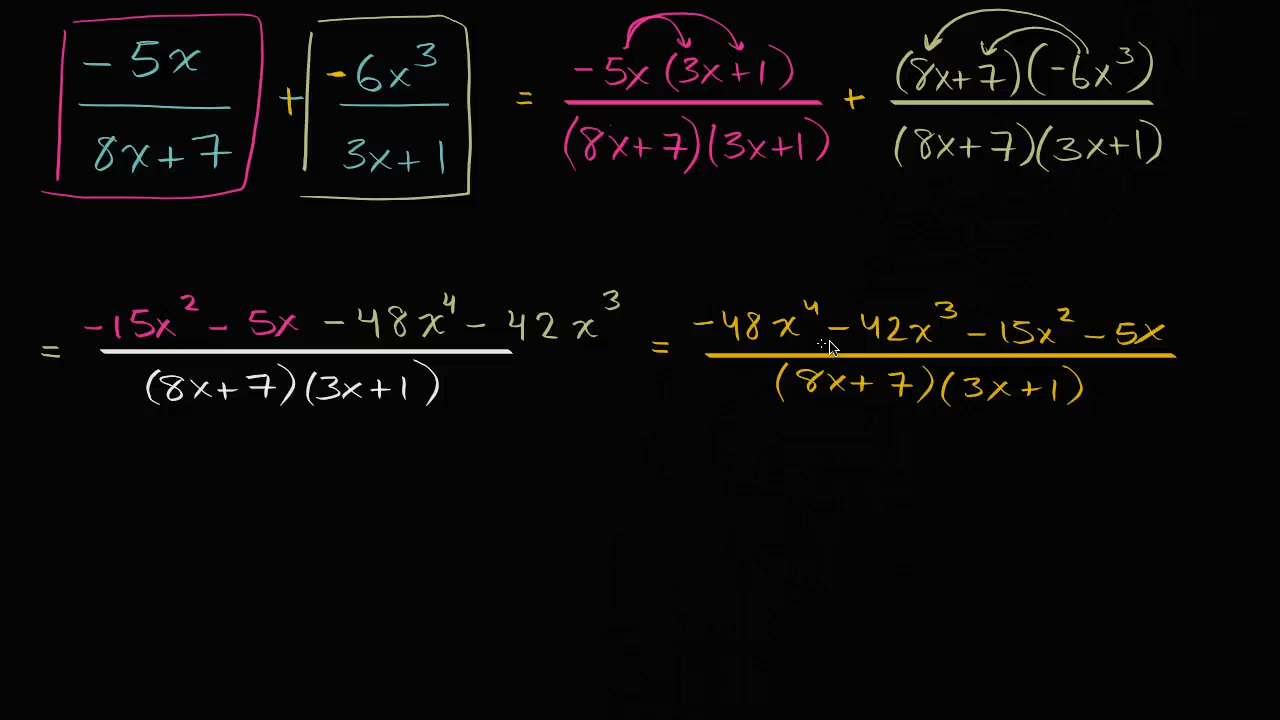 -5x/(8x+7) + -6x³/(3x+1) = -5x(3x+1)/((8x+7)(3x+1)) + (8x+7)(-6x³)/((8x+7)(3x+1))
= (-15x² - 5x - 48x⁴ - 42x³)/((8x+7)(3x+1)) = (-48x⁴ - 42x³ - 15x² - 5x)/((8x+7)(3x+1))